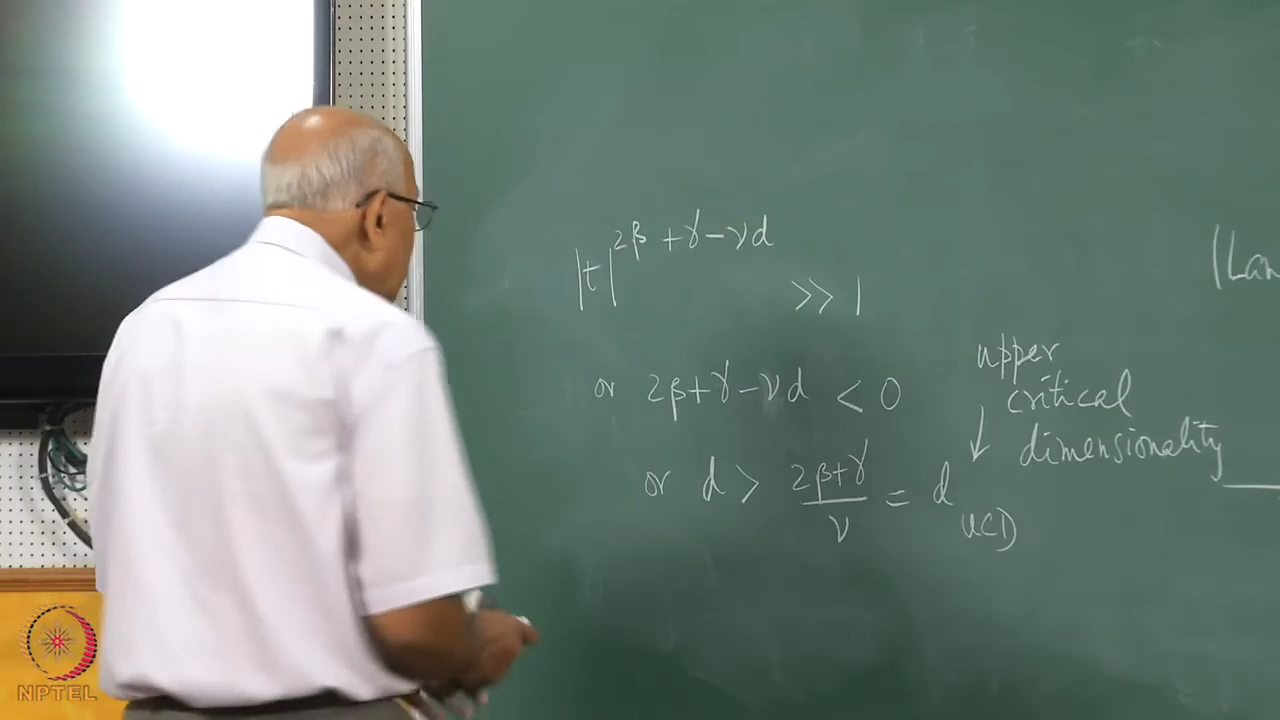 |t|^{2β+γ-νd} >> 1
or 2β+γ-νd < 0
upper
critical
↓ dimensionality
or d > (2β+γ)/ν = d_{UCD}
NPTEL